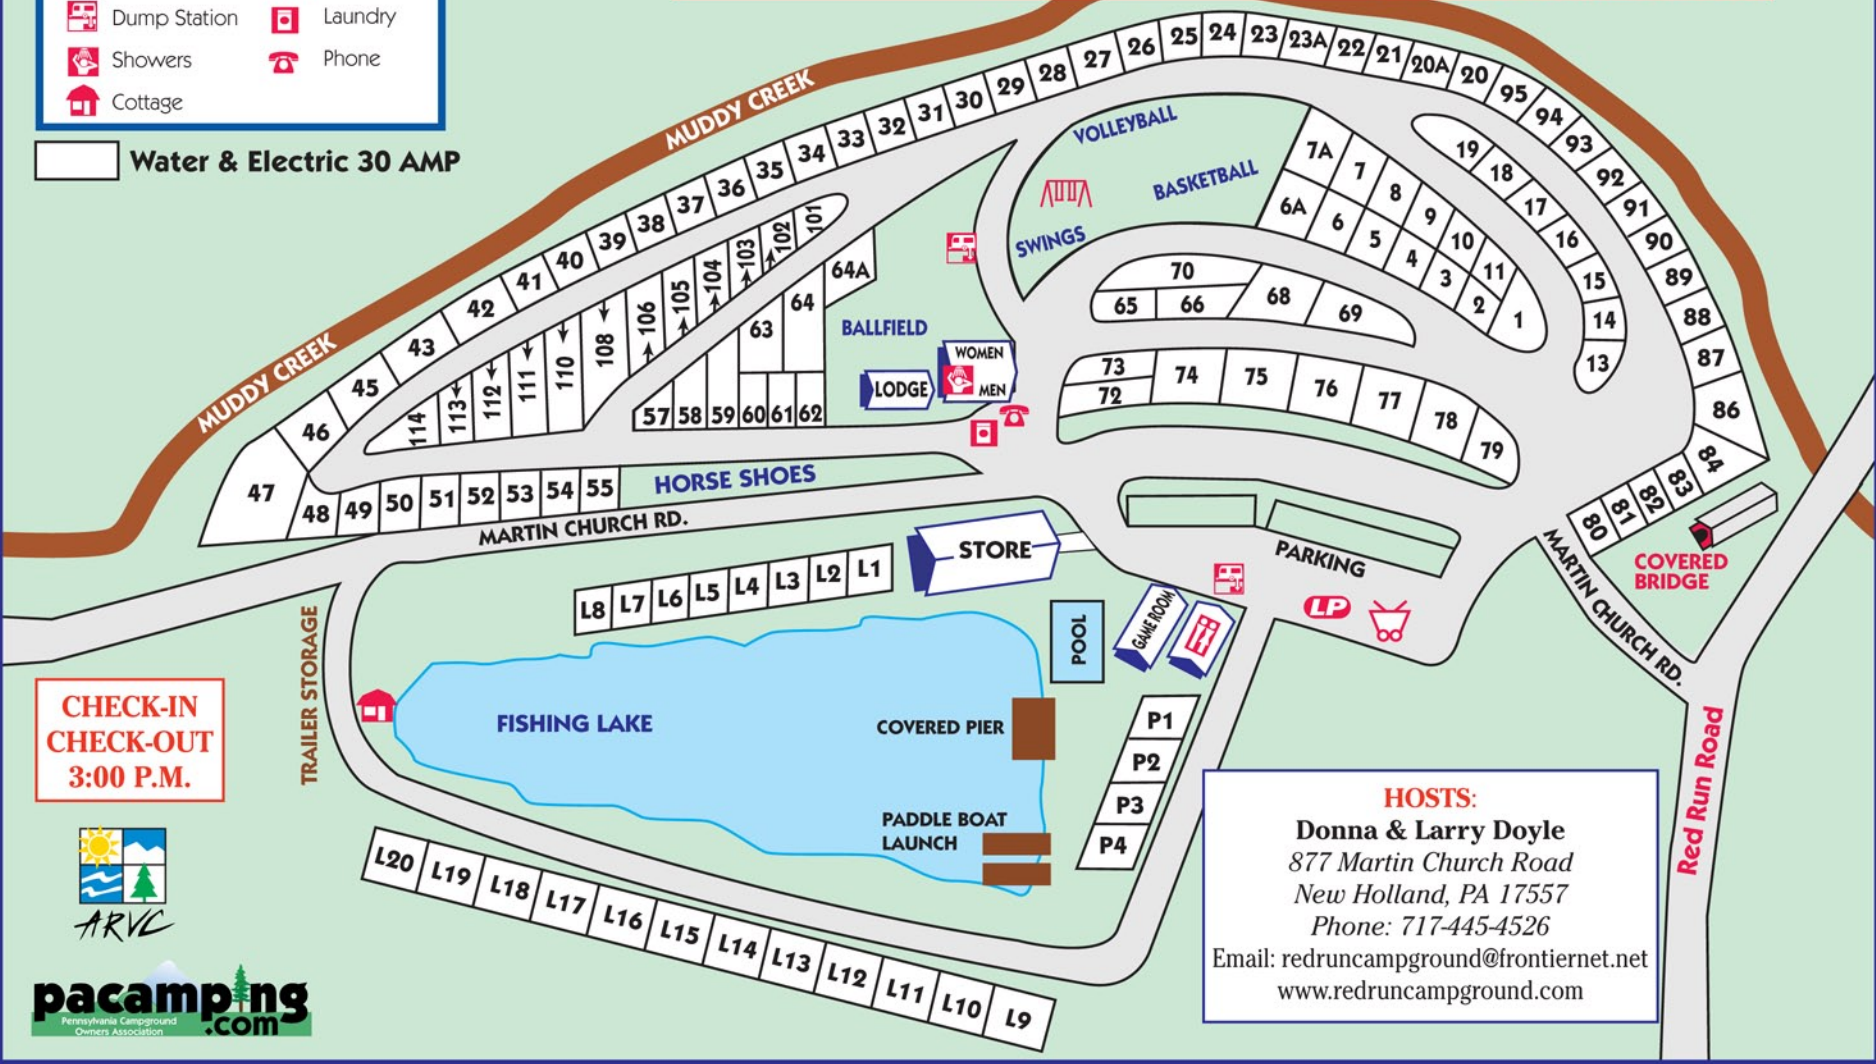 Dump Station
Laundry
Showers
Phone
Cottage
Water & Electric 30 AMP
MUDDY CREEK
MUDDY CREEK
25
24
23
23A
22
21
20A
20
95
94
93
92
91
90
89
88
87
86
84
83
82
81
80
26
27
28
29
30
31
32
33
34
35
36
37
38
39
40
41
42
43
45
46
47
48
49
50
51
52
53
54
55
101
102
103
104
105
106
108
110
111
112
113
114
64A
64
63
57
58
59
60
61
62
VOLLEYBALL
BASKETBALL
SWINGS
BALLFIELD
LODGE
WOMEN
MEN
7A
7
8
9
10
11
6A
6
5
4
3
2
1
19
18
17
16
15
14
13
70
65
66
68
69
73
72
74
75
76
77
78
79
HORSE SHOES
MARTIN CHURCH RD.
STORE
PARKING
LP
COVERED
BRIDGE
MARTIN CHURCH RD.
Red Run Road
L8
L7
L6
L5
L4
L3
L2
L1
POOL
GAME ROOM
TRAILER STORAGE
FISHING LAKE
COVERED PIER
PADDLE BOAT
LAUNCH
P1
P2
P3
P4
L20
L19
L18
L17
L16
L15
L14
L13
L12
L11
L10
L9
CHECK-IN
CHECK-OUT
3:00 P.M.
ARVC
pacamping
.com
Pennsylvania Campground
Owners Association
HOSTS:
Donna & Larry Doyle
877 Martin Church Road
New Holland, PA 17557
Phone: 717-445-4526
Email: redruncampground@frontiernet.net
www.redruncampground.com